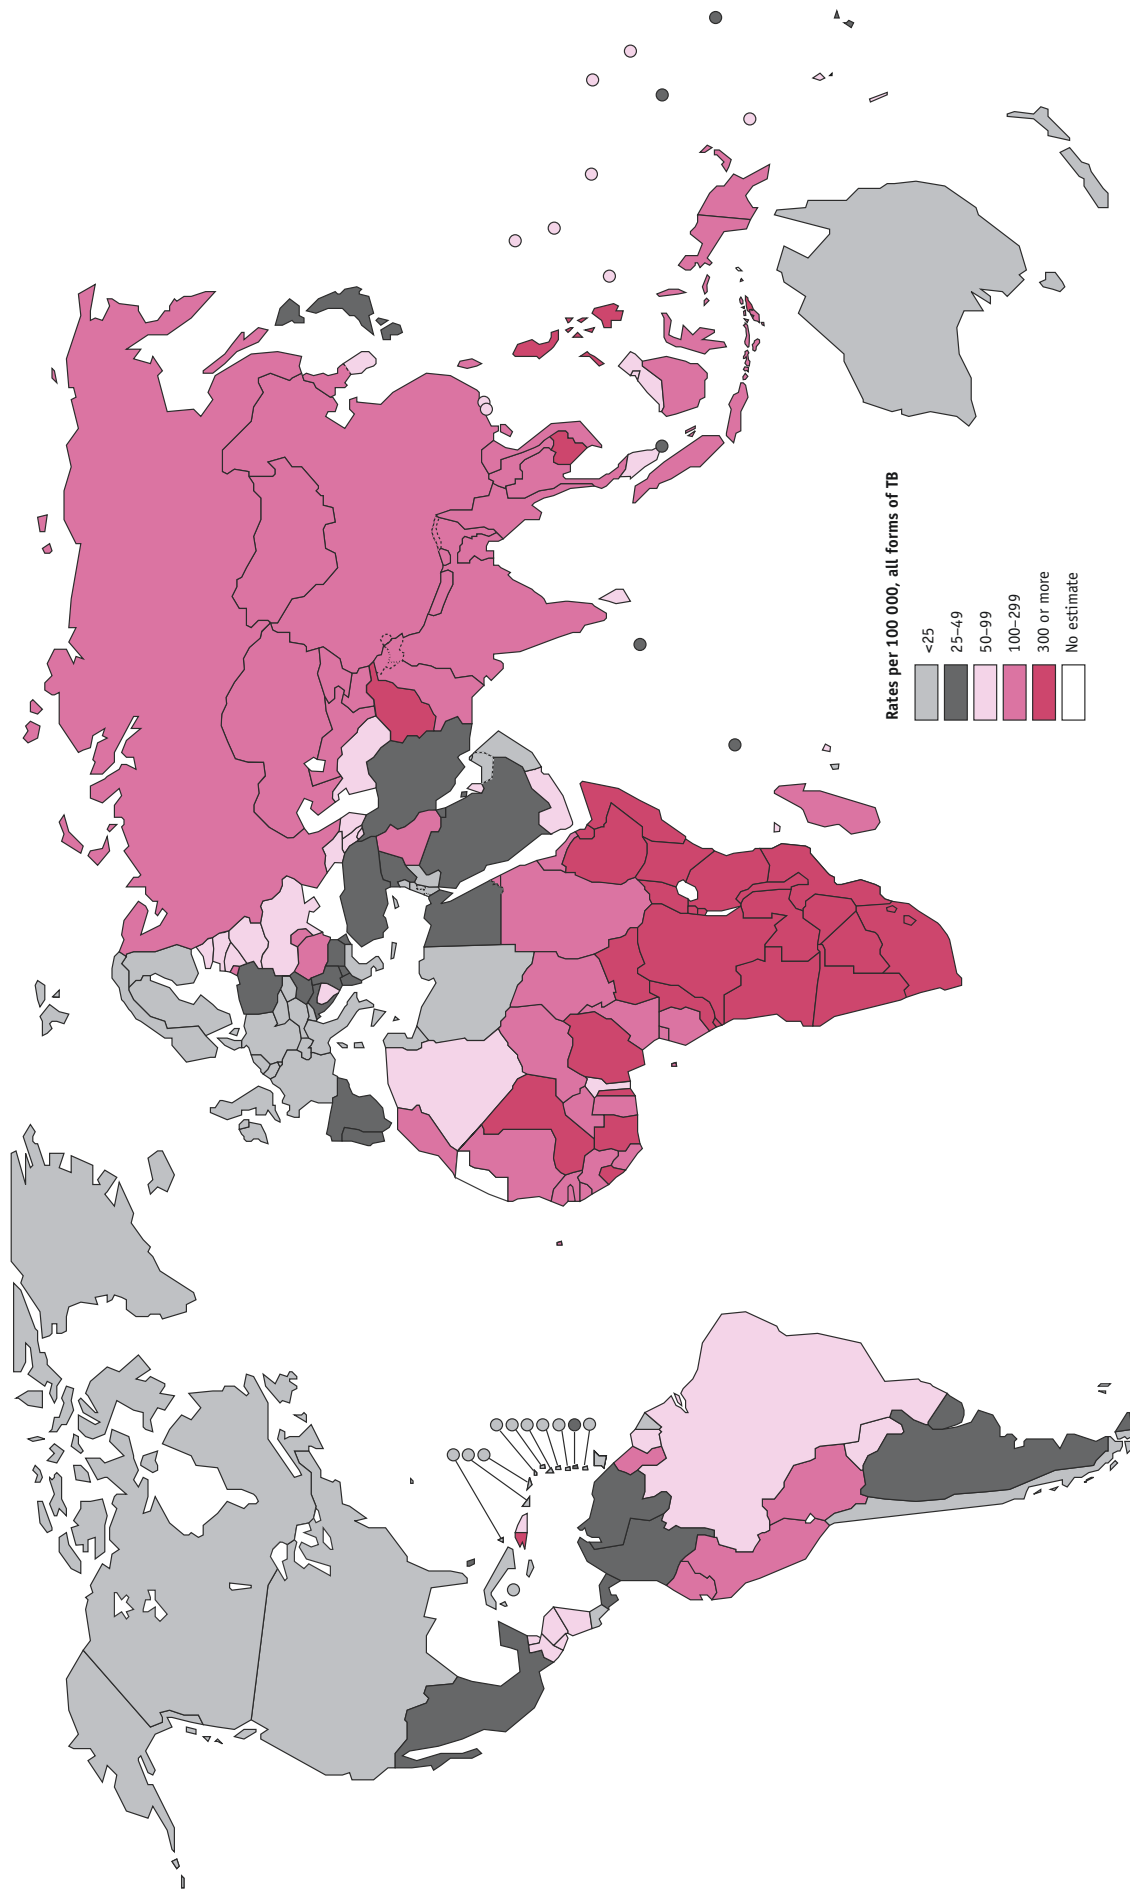 Rates per 100 000, all forms of TB
<25
25–49
50–99
100–299
300 or more
No estimate